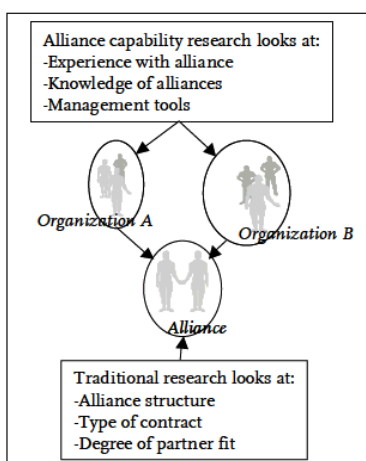 Alliance capability research looks at:
-Experience with alliance
-Knowledge of alliances
-Management tools
Organization A
Organization B
Alliance
Traditional research looks at:
-Alliance structure
-Type of contract
-Degree of partner fit